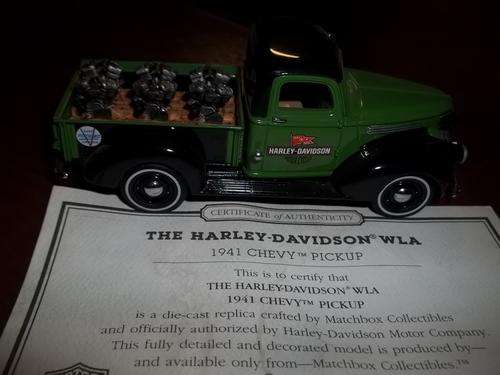 HARLEY-DAVIDSON
CERTIFICATE of AUTHENTICITY
THE HARLEY-DAVIDSON® WLA
1941 CHEVY™ PICKUP
This is to certify that
THE HARLEY-DAVIDSON® WLA
1941 CHEVY™ PICKUP
is a die-cast replica crafted by Matchbox Collectibles
and officially authorized by Harley-Davidson Motor Company.
This fully detailed and decorated model is produced by—
and available only from—Matchbox Collectibles.™